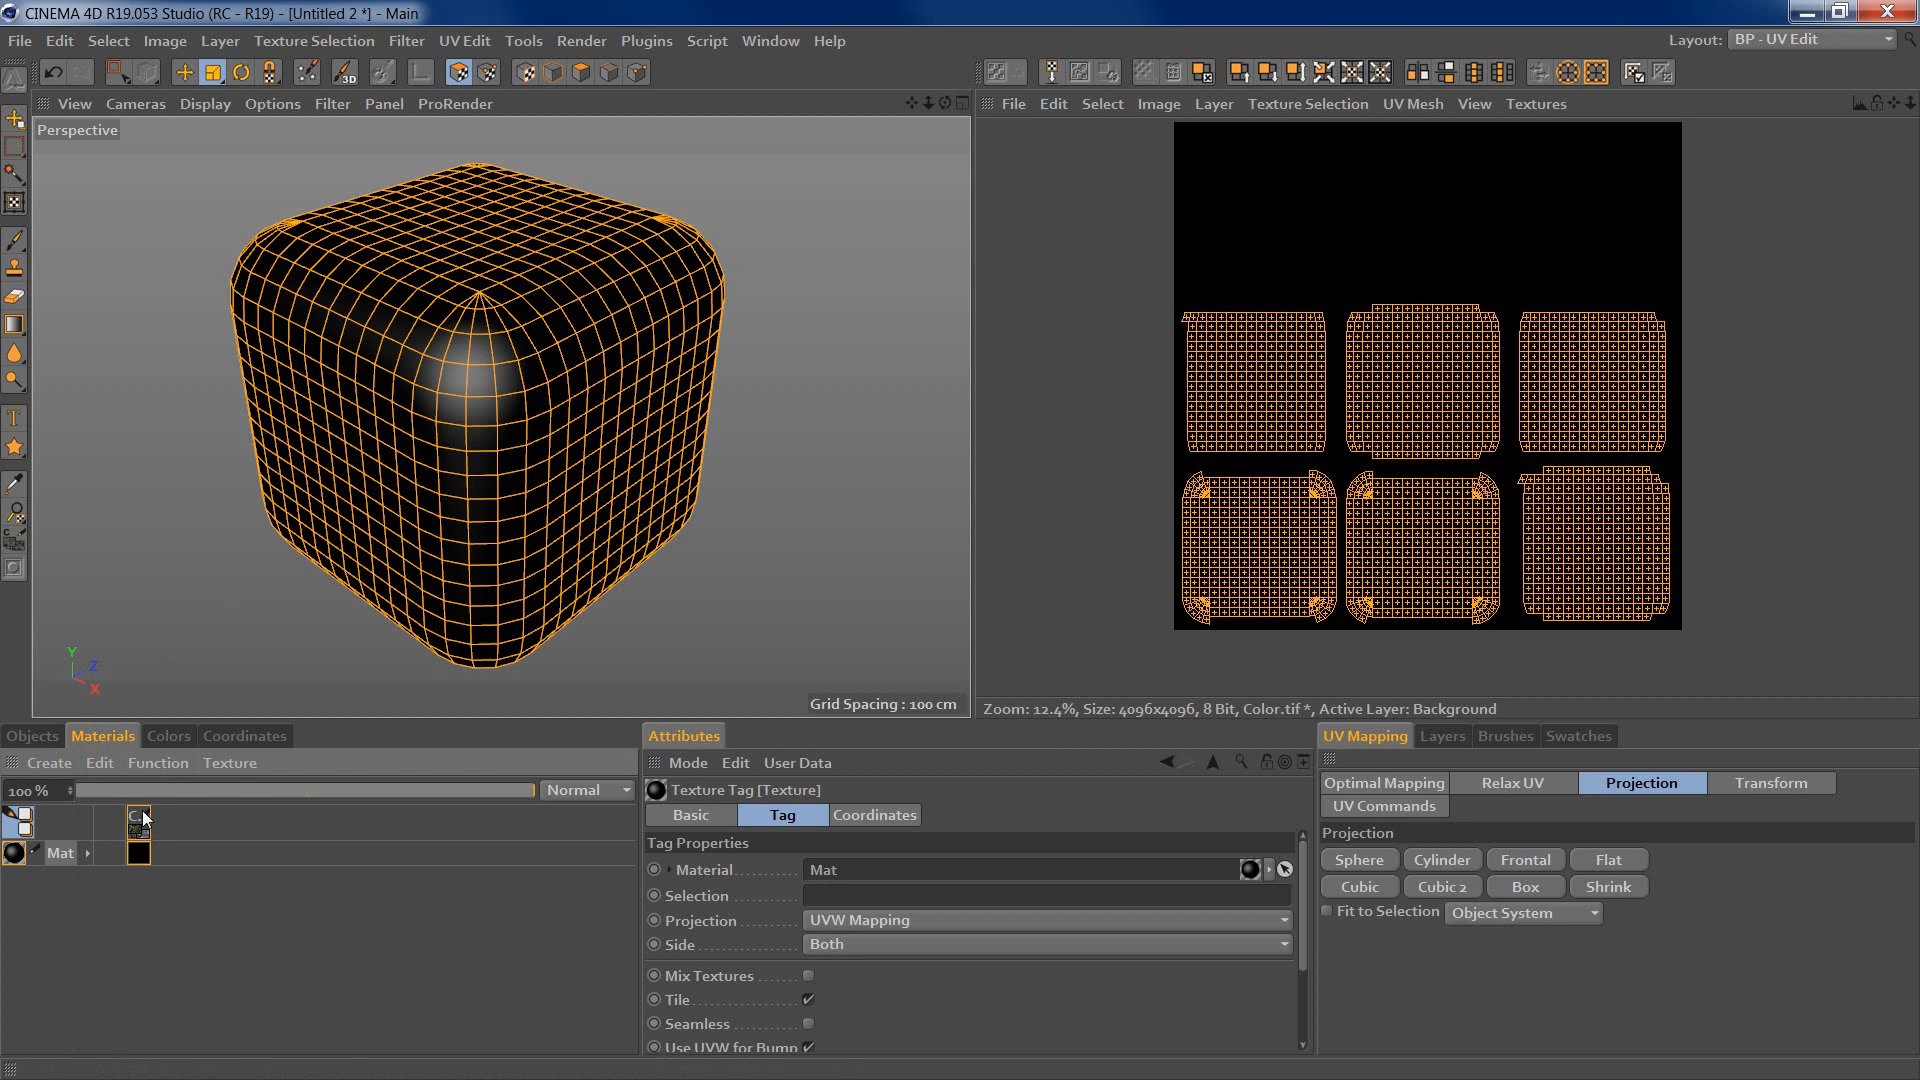 CINEMA 4D R19.053 Studio (RC - R19) - [Untitled 2 *] - Main
File Edit Select Image Layer Texture Selection Filter UV Edit Tools Render Plugins Script Window Help
Layout: BP - UV Edit
3D
View Cameras Display Options Filter Panel ProRender
File Edit Select Image Layer Texture Selection UV Mesh View Textures
Perspective
Y
Z
X
Grid Spacing : 100 cm
Zoom: 12.4%, Size: 4096x4096, 8 Bit, Color.tif *, Active Layer: Background
Objects Materials Colors Coordinates
Create Edit Function Texture
100 %
Normal
C.
Mat
Attributes
Mode Edit User Data
Texture Tag [Texture]
Basic Tag Coordinates
Tag Properties
Material Mat
Selection
Projection UVW Mapping
Side Both
Mix Textures
Tile
Seamless
Use UVW for Bump
UV Mapping Layers Brushes Swatches
Optimal Mapping Relax UV Projection Transform
UV Commands
Projection
Sphere Cylinder Frontal Flat
Cubic Cubic 2 Box Shrink
Fit to Selection Object System